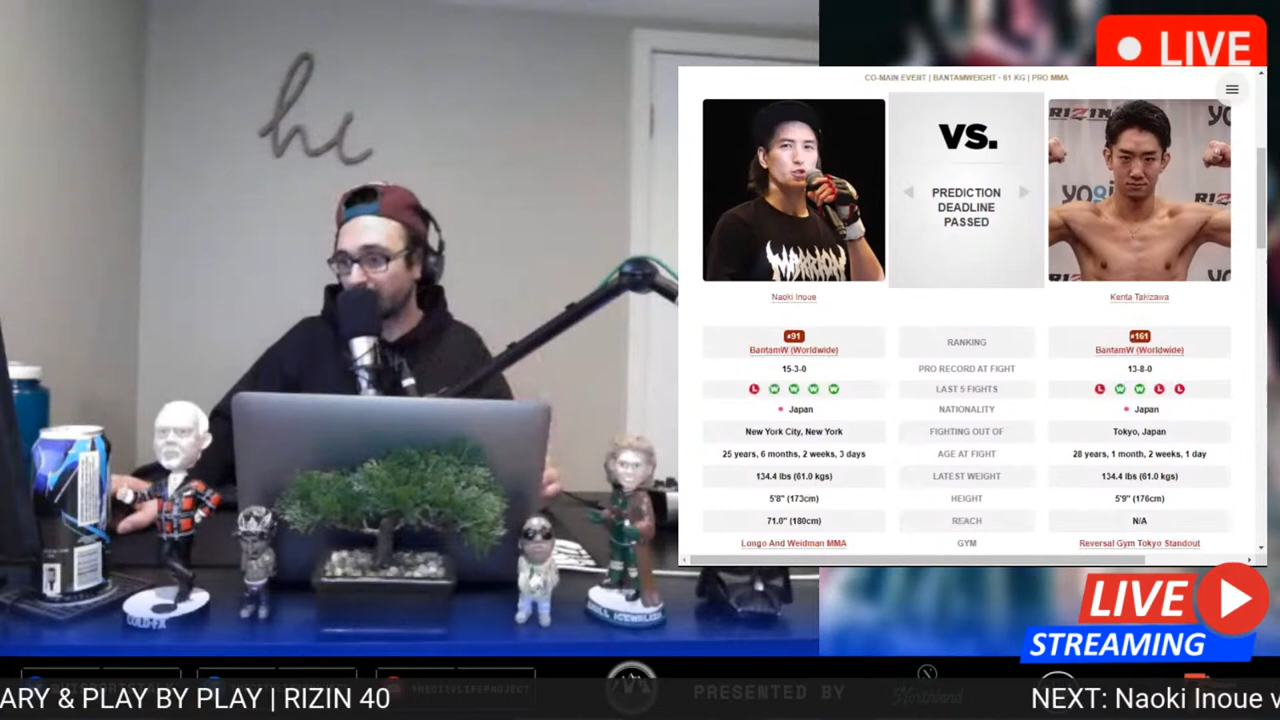 hi
LIVE
CO-MAIN EVENT | BANTAMWEIGHT · 61 KG | PRO MMA
VS.
PREDICTION
DEADLINE
PASSED
RIZIN
yogi
Naoki Inoue
Kenta Takizawa
#91
BantamW (Worldwide)
RANKING
#161
BantamW (Worldwide)
15-3-0
PRO RECORD AT FIGHT
13-8-0
L W W W W
LAST 5 FIGHTS
L W W L L
Japan
NATIONALITY
Japan
New York City, New York
FIGHTING OUT OF
Tokyo, Japan
25 years, 6 months, 2 weeks, 3 days
AGE AT FIGHT
28 years, 1 month, 2 weeks, 1 day
134.4 lbs (61.0 kgs)
LATEST WEIGHT
134.4 lbs (61.0 kgs)
5'8" (173cm)
HEIGHT
5'9" (176cm)
71.0" (180cm)
REACH
N/A
Longo And Weidman MMA
GYM
Reversal Gym Tokyo Standout
COLD-FX
LIVE
STREAMING
THECITYLIFEPROJECT
PRESENTED BY
Northland
ARY & PLAY BY PLAY | RIZIN 40
NEXT: Naoki Inoue v